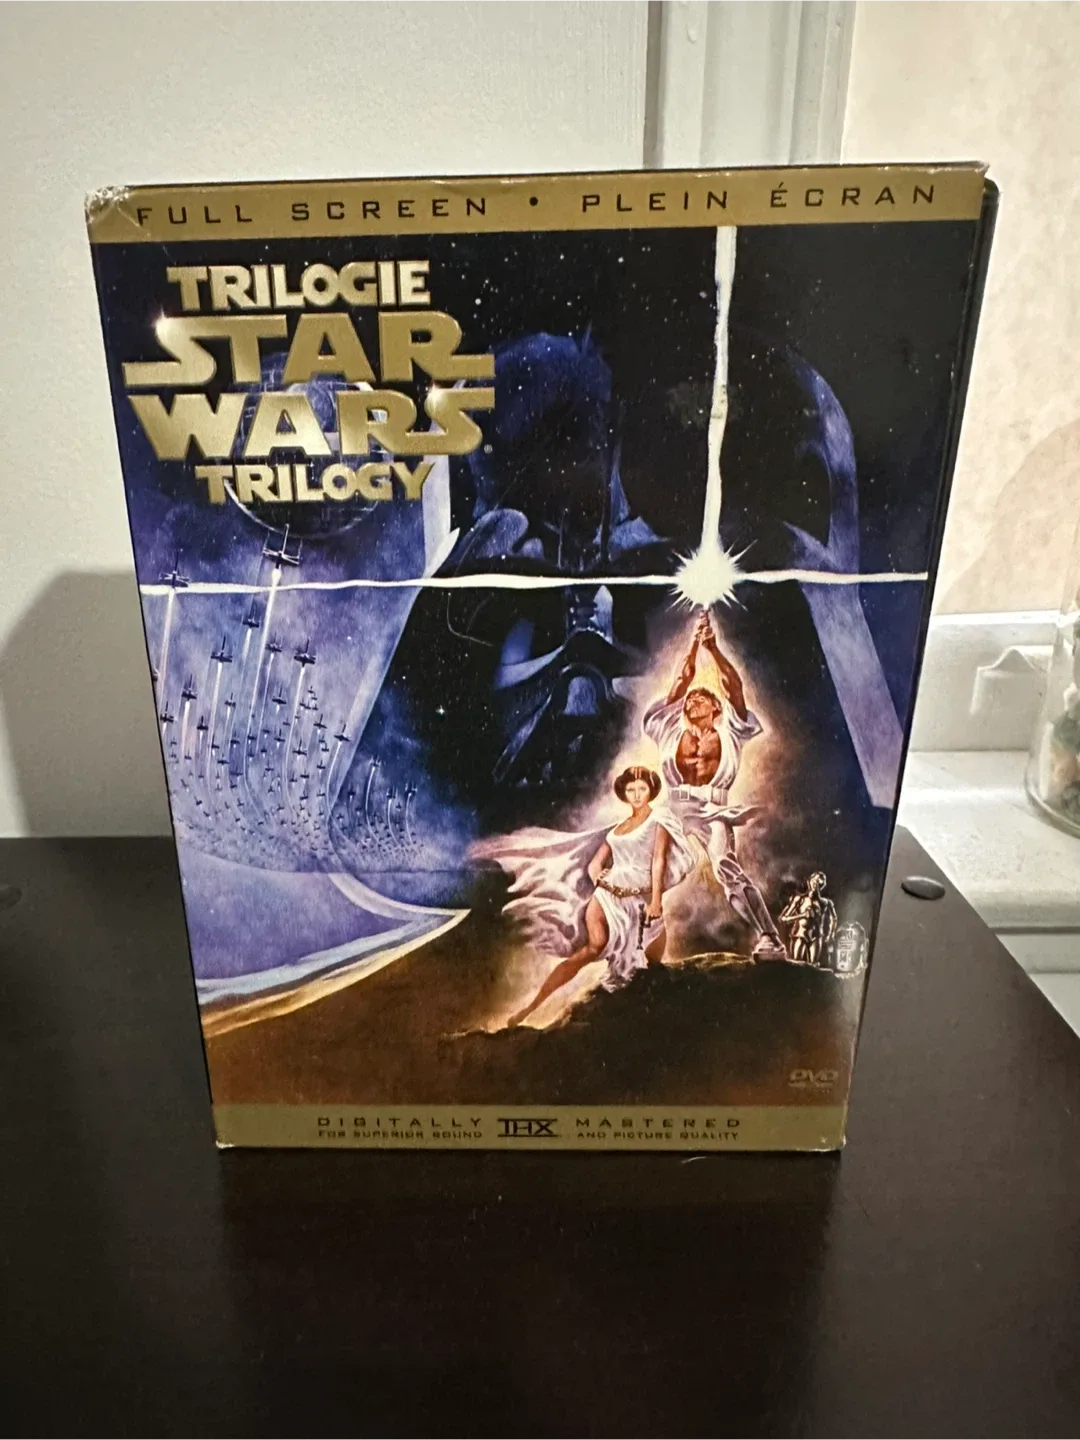 FULL SCREEN • PLEIN ÉCRAN
TRILOGIE
STAR
WARS
TRILOGY
DVD
DIGITALLY THX MASTERED
FOR SUPERIOR SOUND AND PICTURE QUALITY